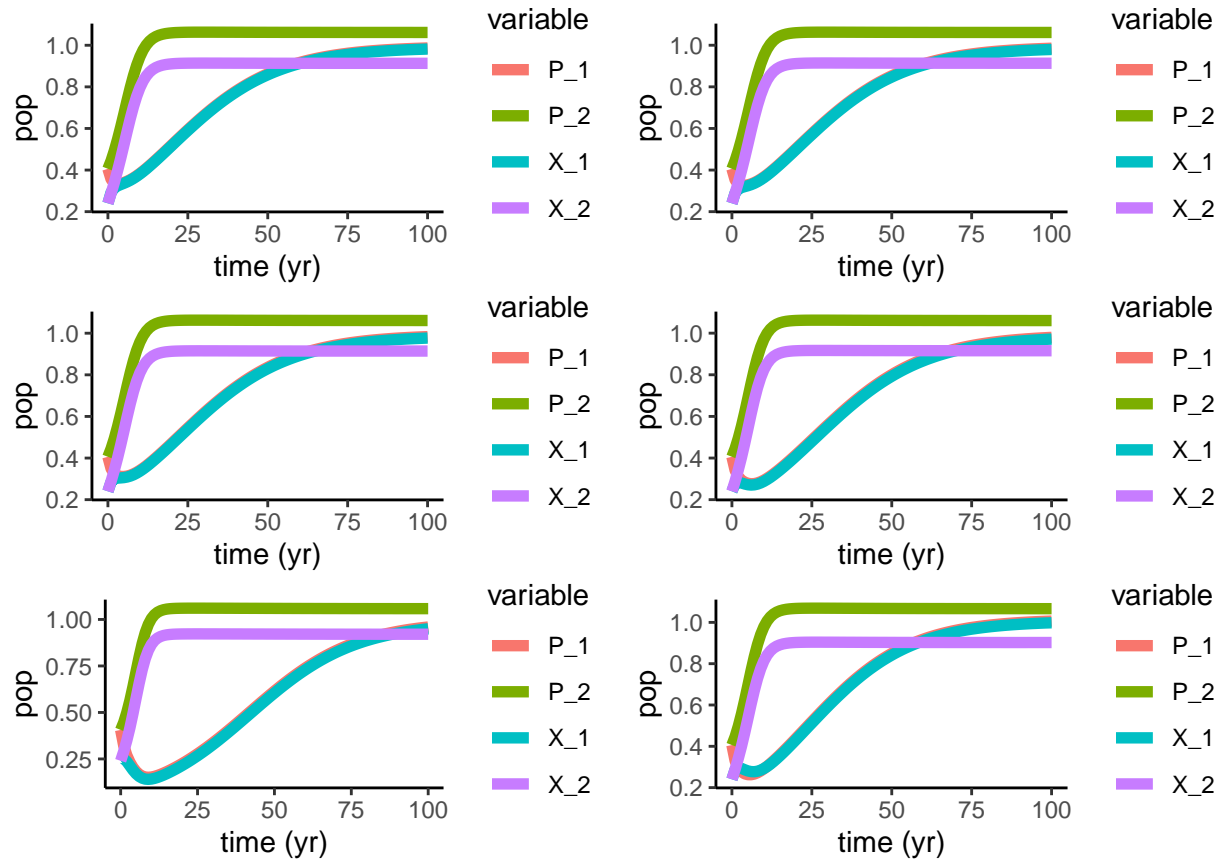 variable
1.0
0.8
0.6
0.4
0.2
pop
0 25 50 75 100
time (yr)
P_1
P_2
X_1
X_2
variable
1.0
0.8
0.6
0.4
0.2
pop
0 25 50 75 100
time (yr)
P_1
P_2
X_1
X_2
variable
1.0
0.8
0.6
0.4
0.2
pop
0 25 50 75 100
time (yr)
P_1
P_2
X_1
X_2
variable
1.0
0.8
0.6
0.4
0.2
pop
0 25 50 75 100
time (yr)
P_1
P_2
X_1
X_2
variable
1.00
0.75
0.50
0.25
pop
0 25 50 75 100
time (yr)
P_1
P_2
X_1
X_2
variable
1.0
0.8
0.6
0.4
0.2
pop
0 25 50 75 100
time (yr)
P_1
P_2
X_1
X_2